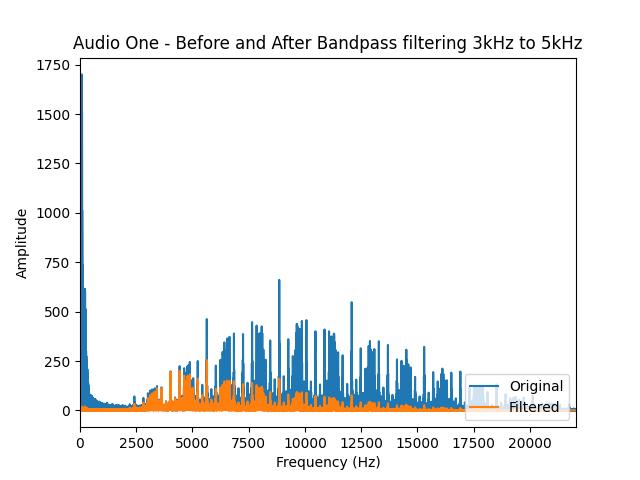 Audio One - Before and After Bandpass filtering 3kHz to 5kHz
1750
1500
1250
1000
750
500
250
0
Amplitude
Original
Filtered
0 2500 5000 7500 10000 12500 15000 17500 20000
Frequency (Hz)